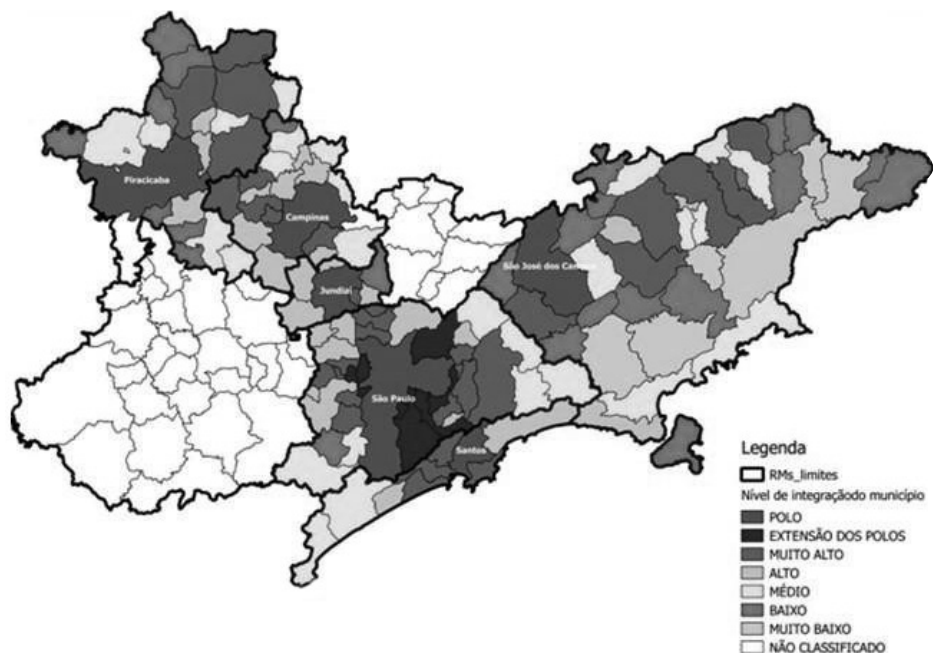 Piracicaba
Campinas
São José dos Campos
Jundiaí
São Paulo
Santos
Legenda
RMs_limites
Nível de integraçãodo município
POLO
EXTENSÃO DOS POLOS
MUITO ALTO
ALTO
MÉDIO
BAIXO
MUITO BAIXO
NÃO CLASSIFICADO